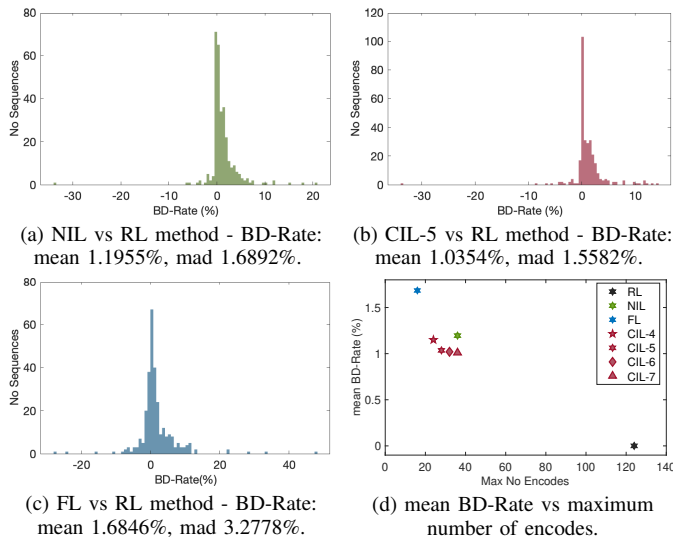 80
60
40
20
0
No Sequences
-30
-20
-10
0
10
20
BD-Rate (%)
(a) NIL vs RL method - BD-Rate:
mean 1.1955%, mad 1.6892%.
120
100
80
60
40
20
0
No Sequences
-30
-20
-10
0
10
BD-Rate (%)
(b) CIL-5 vs RL method - BD-Rate:
mean 1.0354%, mad 1.5582%.
80
60
40
20
0
No Sequences
-20
0
20
40
BD-Rate(%)
(c) FL vs RL method - BD-Rate:
mean 1.6846%, mad 3.2778%.
1.5
1
0.5
0
mean BD-Rate (%)
RL
NIL
FL
CIL-4
CIL-5
CIL-6
CIL-7
0
20
40
60
80
100
120
140
Max No Encodes
(d) mean BD-Rate vs maximum
number of encodes.